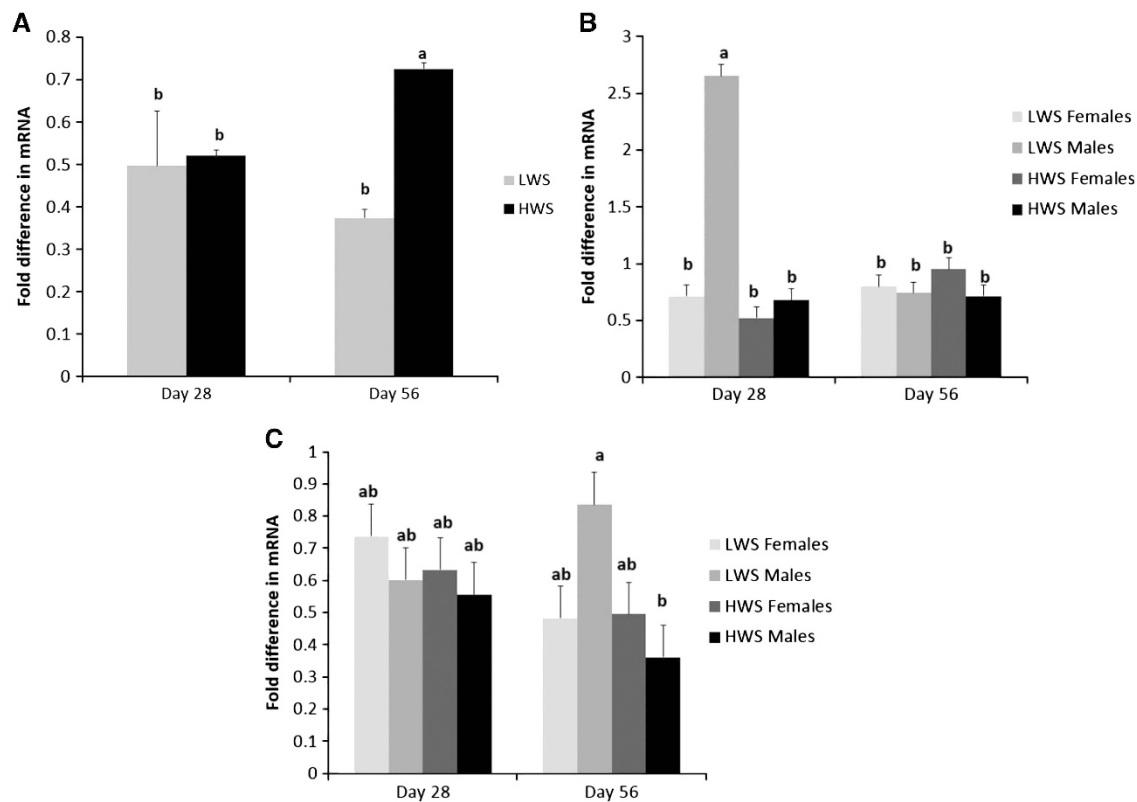 A
Fold difference in mRNA
0.8
0.7
0.6
0.5
0.4
0.3
0.2
0.1
0
b
b
b
a
Day 28
Day 56
LWS
HWS
B
Fold difference in mRNA
3
2.5
2
1.5
1
0.5
0
b
a
b
b
b
b
b
b
Day 28
Day 56
LWS Females
LWS Males
HWS Females
HWS Males
C
Fold difference in mRNA
1
0.9
0.8
0.7
0.6
0.5
0.4
0.3
0.2
0.1
0
ab
ab
ab
ab
ab
a
ab
b
Day 28
Day 56
LWS Females
LWS Males
HWS Females
HWS Males